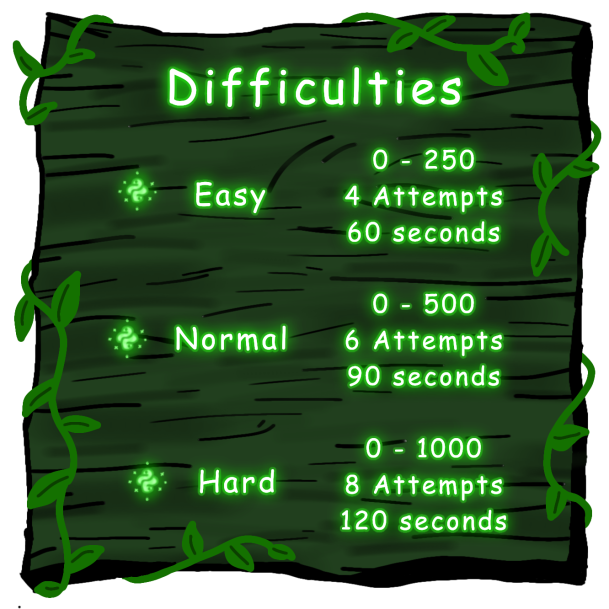 Difficulties
Easy
0 - 250
4 Attempts
60 seconds
Normal
0 - 500
6 Attempts
90 seconds
Hard
0 - 1000
8 Attempts
120 seconds